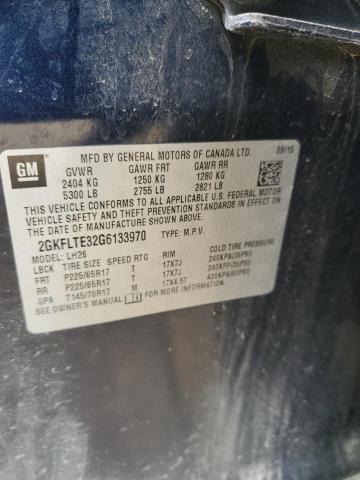 GM
MFD BY GENERAL MOTORS OF CANADA LTD. 09/15
GVWR GAWR FRT GAWR RR
2404 KG 1250 KG 1280 KG
5300 LB 2755 LB 2821 LB
THIS VEHICLE CONFORMS TO ALL APPLICABLE U.S. FEDERAL MOTOR
VEHICLE SAFETY AND THEFT PREVENTION STANDARDS IN EFFECT ON
THE DATE OF MANUFACTURE SHOWN ABOVE.
2GKFLTE32G6133970 TYPE: M.P.V.
MODEL: LH26
LBCK TIRE SIZE SPEED RTG RIM COLD TIRE PRESSURE
FRT P225/65R17 T 17X7J 240KPA(35PSI)
RR P225/65R17 T 17X7J 240KPA(35PSI)
GPA T145/70R17 M 17X4.5T 420KPA(60PSI)
SEE OWNER'S MANUAL FOR ADDITIONAL INFORMATION.